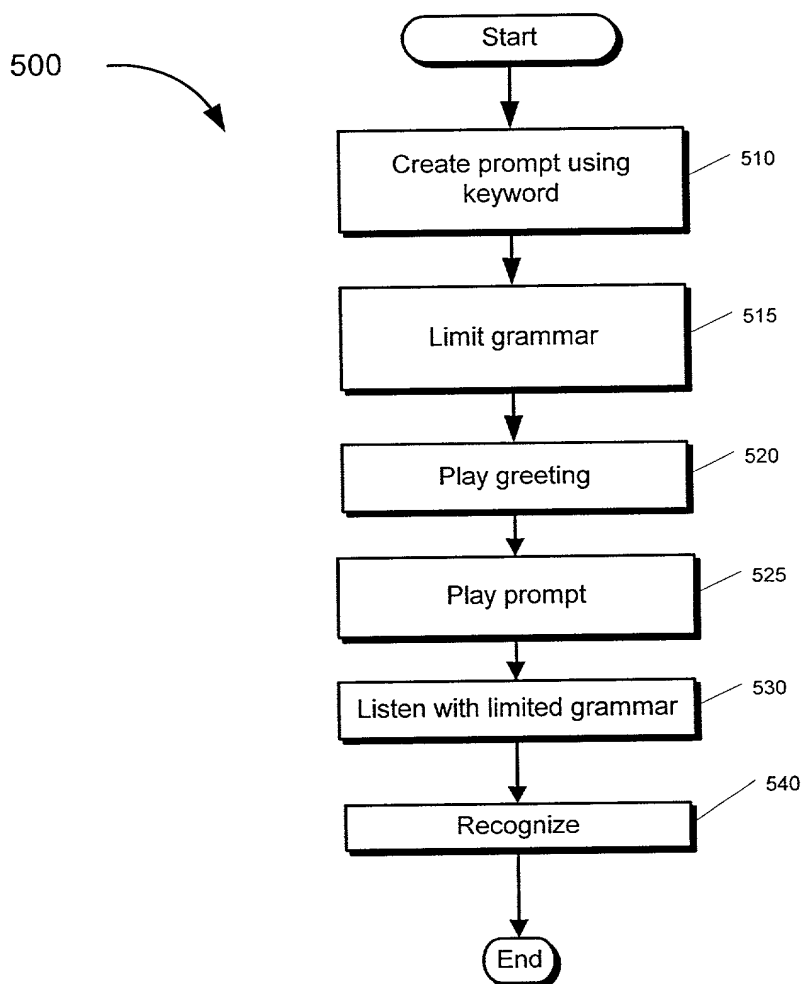 Start
500
510
Create prompt using
keyword
515
Limit grammar
520
Play greeting
525
Play prompt
530
Listen with limited grammar
540
Recognize
End